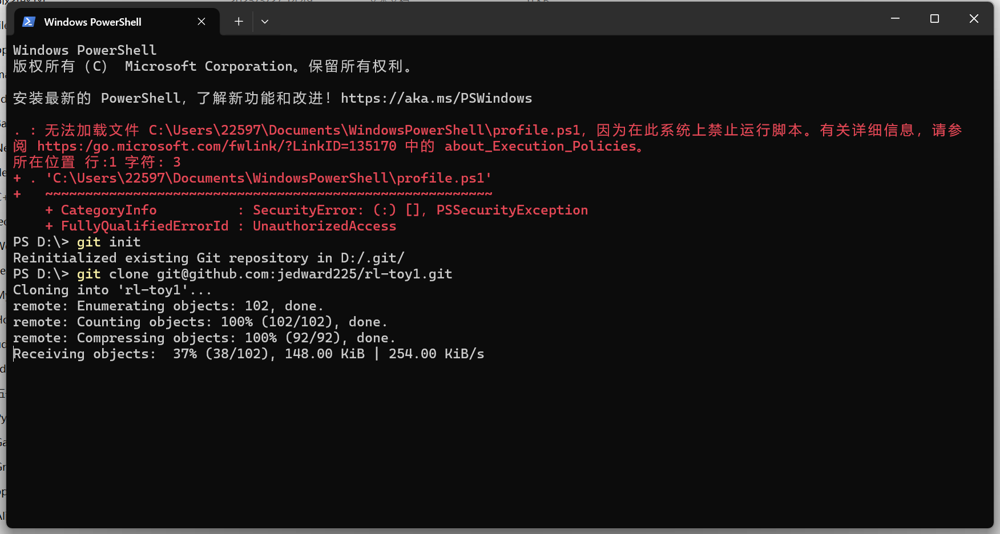 Windows PowerShell
Windows PowerShell
版权所有 (C) Microsoft Corporation。保留所有权利。
安装最新的 PowerShell，了解新功能和改进！https://aka.ms/PSWindows
. : 无法加载文件 C:\Users\22597\Documents\WindowsPowerShell\profile.ps1，因为在此系统上禁止运行脚本。有关详细信息，请参
阅 https:/go.microsoft.com/fwlink/?LinkID=135170 中的 about_Execution_Policies。
所在位置 行:1 字符: 3
+ . 'C:\Users\22597\Documents\WindowsPowerShell\profile.ps1'
+   ~~~~~~~~~~~~~~~~~~~~~~~~~~~~~~~~~~~~~~~~~~~~~~~~~~~~~~~~
    + CategoryInfo          : SecurityError: (:) [], PSSecurityException
    + FullyQualifiedErrorId : UnauthorizedAccess
PS D:\> git init
Reinitialized existing Git repository in D:/.git/
PS D:\> git clone git@github.com:jedward225/rl-toy1.git
Cloning into 'rl-toy1'...
remote: Enumerating objects: 102, done.
remote: Counting objects: 100% (102/102), done.
remote: Compressing objects: 100% (92/92), done.
Receiving objects:  37% (38/102), 148.00 KiB | 254.00 KiB/s